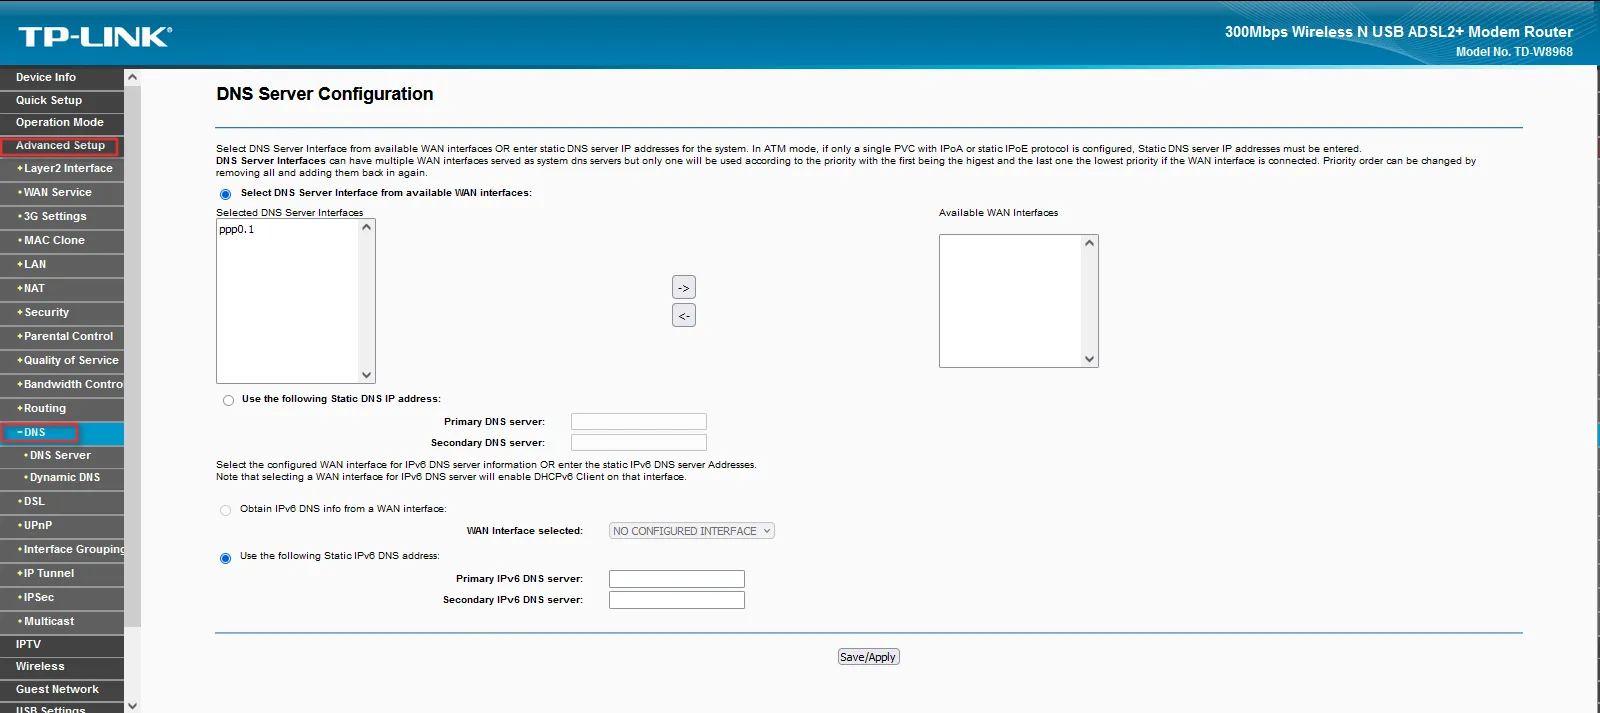 TP-LINK®
300Mbps Wireless N USB ADSL2+ Modem Router
Model No. TD-W8968
Device Info
Quick Setup
Operation Mode
Advanced Setup
+Layer2 Interface
•WAN Service
•3G Settings
•MAC Clone
+LAN
+NAT
+Security
+Parental Control
+Quality of Service
+Bandwidth Contro
+Routing
-DNS
•DNS Server
•Dynamic DNS
•DSL
•UPnP
•Interface Grouping
+IP Tunnel
•IPSec
•Multicast
IPTV
Wireless
Guest Network
USB Settings
DNS Server Configuration
Select DNS Server Interface from available WAN interfaces OR enter static DNS server IP addresses for the system. In ATM mode, if only a single PVC with IPoA or static IPoE protocol is configured, Static DNS server IP addresses must be entered.
DNS Server Interfaces can have multiple WAN interfaces served as system dns servers but only one will be used according to the priority with the first being the higest and the last one the lowest priority if the WAN interface is connected. Priority order can be changed by
removing all and adding them back in again.
Select DNS Server Interface from available WAN interfaces:
Selected DNS Server Interfaces
Available WAN Interfaces
ppp0.1
->
<-
Use the following Static DNS IP address:
Primary DNS server:
Secondary DNS server:
Select the configured WAN interface for IPv6 DNS server information OR enter the static IPv6 DNS server Addresses.
Note that selecting a WAN interface for IPv6 DNS server will enable DHCPv6 Client on that interface.
Obtain IPv6 DNS info from a WAN interface:
WAN Interface selected: NO CONFIGURED INTERFACE
Use the following Static IPv6 DNS address:
Primary IPv6 DNS server:
Secondary IPv6 DNS server:
Save/Apply